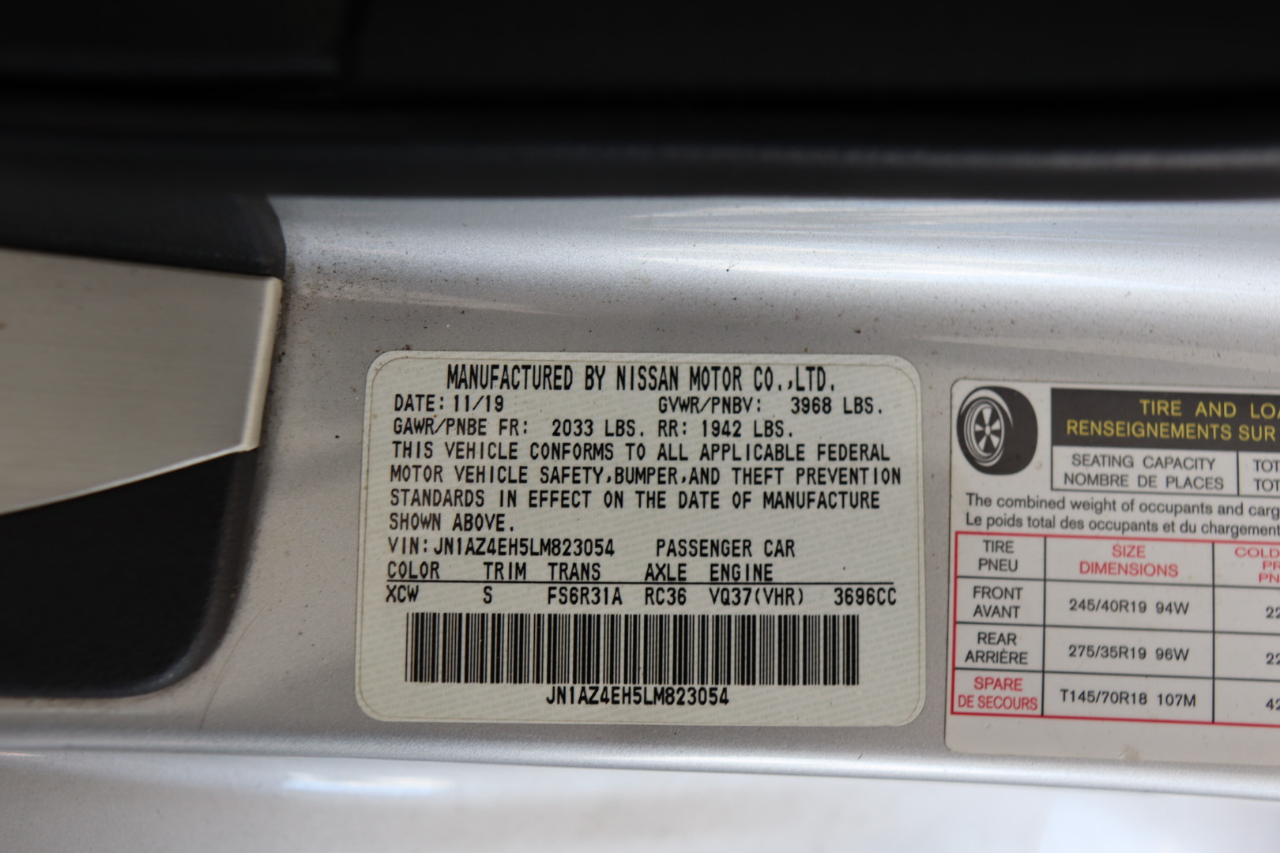 MANUFACTURED BY NISSAN MOTOR CO.,LTD.
DATE: 11/19 GVWR/PNBV: 3968 LBS.
GAWR/PNBE FR: 2033 LBS. RR: 1942 LBS.
THIS VEHICLE CONFORMS TO ALL APPLICABLE FEDERAL
MOTOR VEHICLE SAFETY,BUMPER,AND THEFT PREVENTION
STANDARDS IN EFFECT ON THE DATE OF MANUFACTURE
SHOWN ABOVE.
VIN: JN1AZ4EH5LM823054 PASSENGER CAR
COLOR TRIM TRANS AXLE ENGINE
XCW S FS6R31A RC36 VQ37(VHR) 3696CC
JN1AZ4EH5LM823054
TIRE AND
RENSEIGNEMENTS SUR
SEATING CAPACITY
NOMBRE DE PLACES
The combined weight of occupants and
Le poids total des occupants et du chargement
TIRE
PNEU
SIZE
DIMENSIONS
COLD
FRONT
AVANT
245/40R19 94W
REAR
ARRIÈRE
275/35R19 96W
SPARE
DE SECOURS
T145/70R18 107M